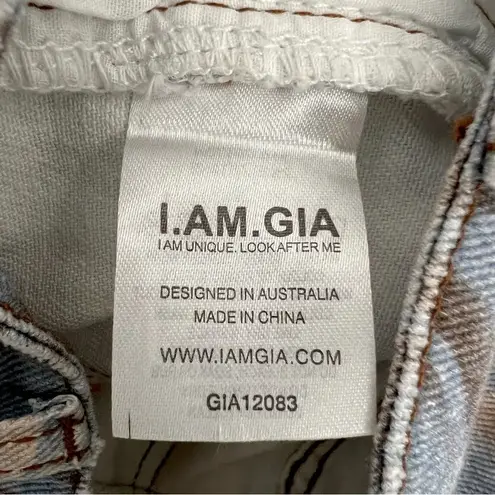 I.AM.GIA
I AM UNIQUE. LOOK AFTER ME
DESIGNED IN AUSTRALIA
MADE IN CHINA
WWW.IAMGIA.COM
GIA12083